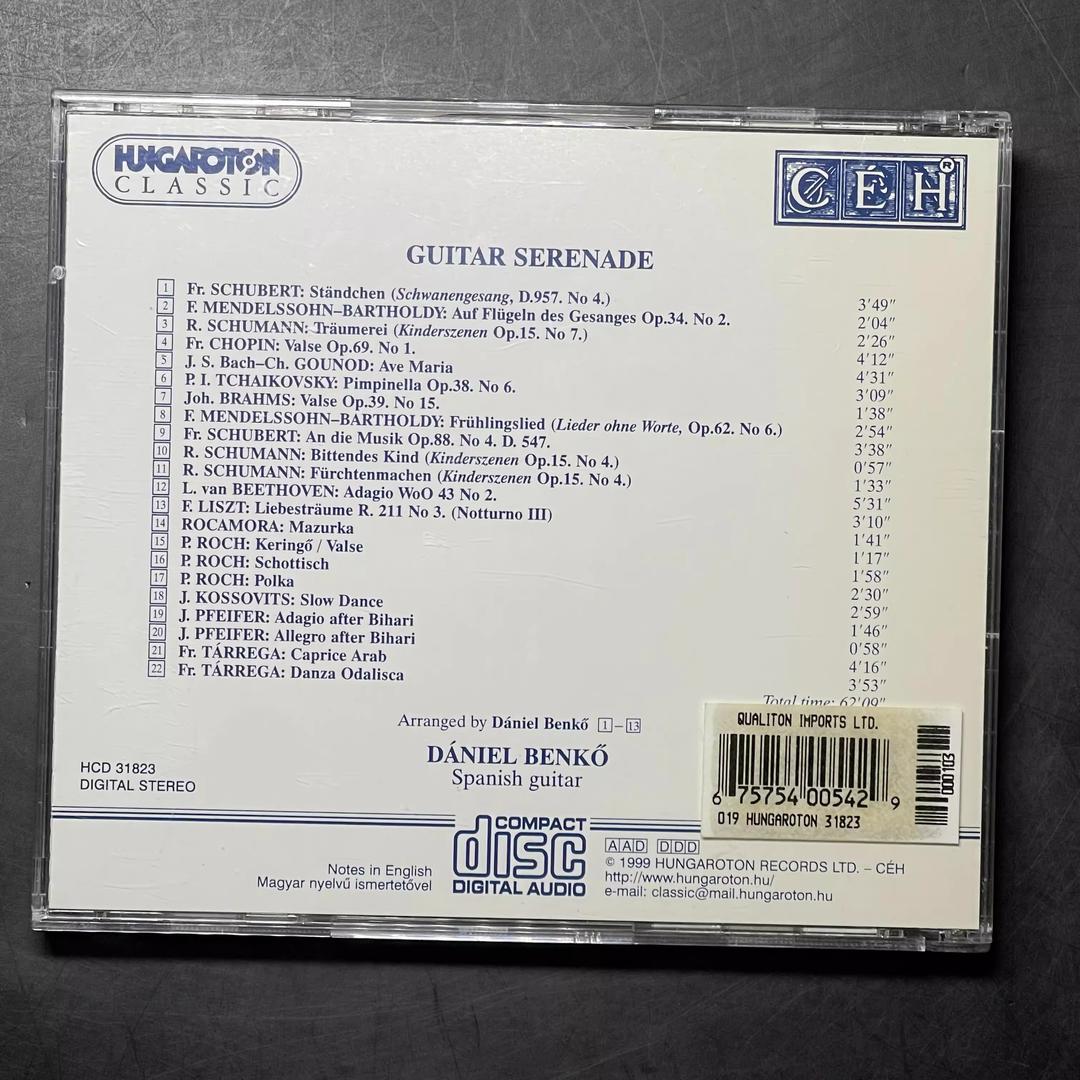 HUNGAROTON
CLASSIC
CÉH®
GUITAR SERENADE
1 Fr. SCHUBERT: Ständchen (Schwanengesang, D.957. No 4.) 3'49"
2 F. MENDELSSOHN–BARTHOLDY: Auf Flügeln des Gesanges Op.34. No 2. 2'04"
3 R. SCHUMANN: Träumerei (Kinderszenen Op.15. No 7.) 2'26"
4 Fr. CHOPIN: Valse Op.69. No 1. 4'12"
5 J. S. Bach–Ch. GOUNOD: Ave Maria 4'31"
6 P. I. TCHAIKOVSKY: Pimpinella Op.38. No 6. 3'09"
7 Joh. BRAHMS: Valse Op.39. No 15. 1'38"
8 F. MENDELSSOHN–BARTHOLDY: Frühlingslied (Lieder ohne Worte, Op.62. No 6.) 2'54"
9 Fr. SCHUBERT: An die Musik Op.88. No 4. D. 547. 3'38"
10 R. SCHUMANN: Bittendes Kind (Kinderszenen Op.15. No 4.) 0'57"
11 R. SCHUMANN: Fürchtenmachen (Kinderszenen Op.15. No 4.) 1'33"
12 L. van BEETHOVEN: Adagio WoO 43 No 2. 5'31"
13 F. LISZT: Liebesträume R. 211 No 3. (Notturno III) 3'10"
14 ROCAMORA: Mazurka 1'41"
15 P. ROCH: Keringő / Valse 1'17"
16 P. ROCH: Schottisch 1'58"
17 P. ROCH: Polka 2'30"
18 J. KOSSOVITS: Slow Dance 2'59"
19 J. PFEIFER: Adagio after Bihari 1'46"
20 J. PFEIFER: Allegro after Bihari 0'58"
21 Fr. TÁRREGA: Caprice Arab 4'16"
22 Fr. TÁRREGA: Danza Odalisca 3'53"
Total time: 62'09"
Arranged by Dániel Benkő 1–13
DÁNIEL BENKŐ
Spanish guitar
HCD 31823
DIGITAL STEREO
QUALITON IMPORTS LTD.
6 75754 00542 9
000103
019 HUNGAROTON 31823
COMPACT
disc
DIGITAL AUDIO
Notes in English
Magyar nyelvű ismertetővel
AAD DDD
© 1999 HUNGAROTON RECORDS LTD. – CÉH
http://www.hungaroton.hu/
e-mail: classic@mail.hungaroton.hu